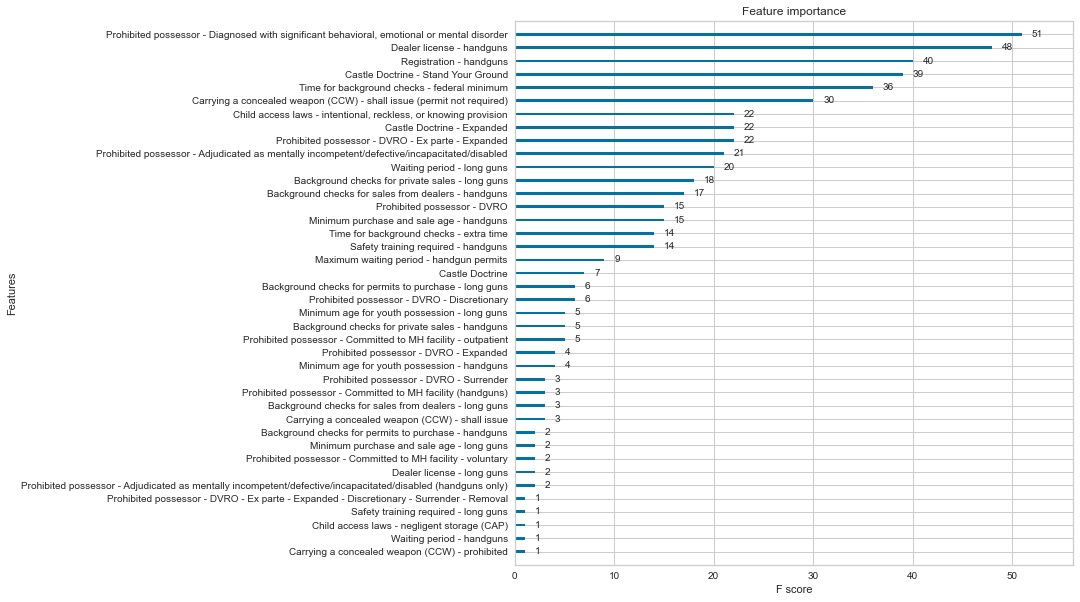 Feature importance
Prohibited possessor - Diagnosed with significant behavioral, emotional or mental disorder 51
Dealer license - handguns 48
Registration - handguns 40
Castle Doctrine - Stand Your Ground 39
Time for background checks - federal minimum 36
Carrying a concealed weapon (CCW) - shall issue (permit not required) 30
Child access laws - intentional, reckless, or knowing provision 22
Castle Doctrine - Expanded 22
Prohibited possessor - DVRO - Ex parte - Expanded 22
Prohibited possessor - Adjudicated as mentally incompetent/defective/incapacitated/disabled 21
Waiting period - long guns 20
Background checks for private sales - long guns 18
Background checks for sales from dealers - handguns 17
Prohibited possessor - DVRO 15
Minimum purchase and sale age - handguns 15
Time for background checks - extra time 14
Safety training required - handguns 14
Maximum waiting period - handgun permits 9
Castle Doctrine 7
Background checks for permits to purchase - long guns 6
Prohibited possessor - DVRO - Discretionary 6
Minimum age for youth possession - long guns 5
Background checks for private sales - handguns 5
Prohibited possessor - Committed to MH facility - outpatient 5
Prohibited possessor - DVRO - Expanded 4
Minimum age for youth possession - handguns 4
Prohibited possessor - DVRO - Surrender 3
Prohibited possessor - Committed to MH facility (handguns) 3
Background checks for sales from dealers - long guns 3
Carrying a concealed weapon (CCW) - shall issue 3
Background checks for permits to purchase - handguns 2
Minimum purchase and sale age - long guns 2
Prohibited possessor - Committed to MH facility - voluntary 2
Dealer license - long guns 2
Prohibited possessor - Adjudicated as mentally incompetent/defective/incapacitated/disabled (handguns only) 2
Prohibited possessor - DVRO - Ex parte - Expanded - Discretionary - Surrender - Removal 1
Safety training required - long guns 1
Child access laws - negligent storage (CAP) 1
Waiting period - handguns 1
Carrying a concealed weapon (CCW) - prohibited 1
Features
0 10 20 30 40 50
F score